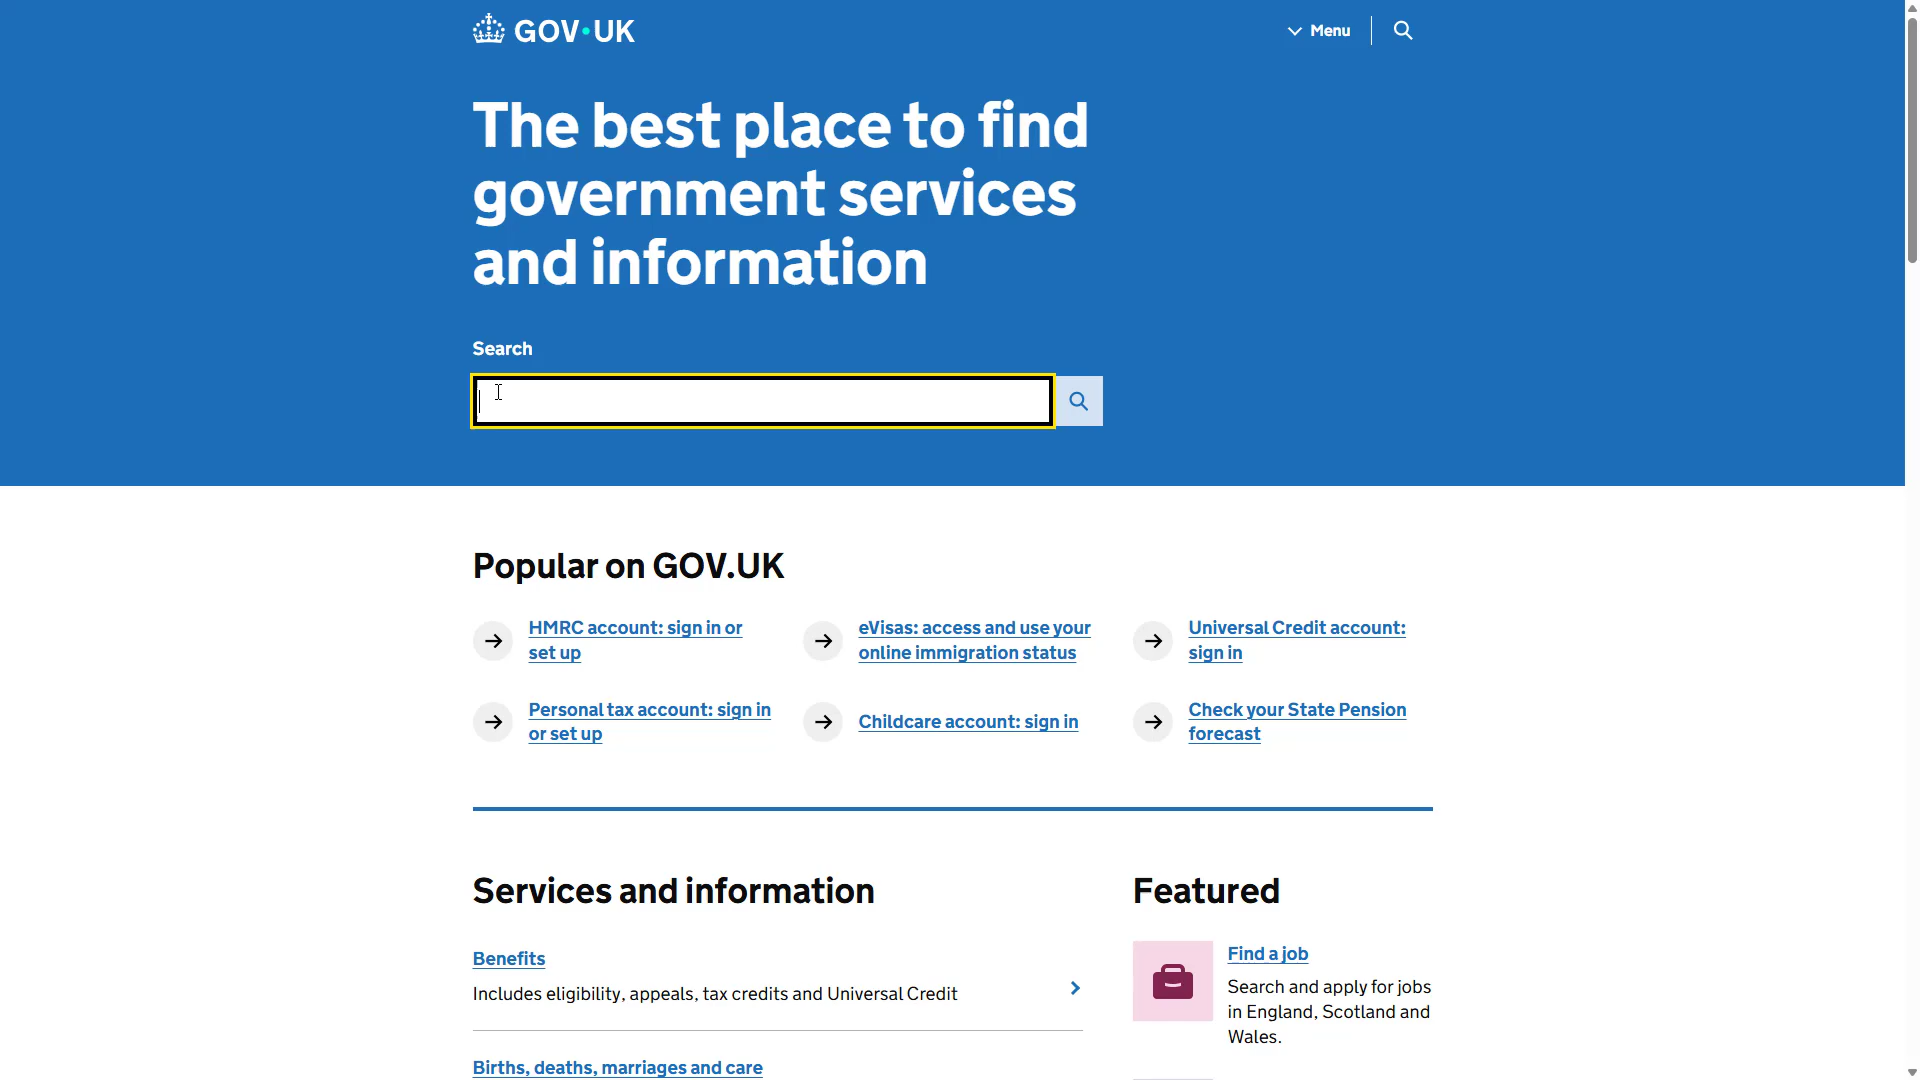 GOV·UK
Menu
The best place to find
government services
and information
Search
Popular on GOV.UK
HMRC account: sign in or
set up
eVisas: access and use your
online immigration status
Universal Credit account:
sign in
Personal tax account: sign in
or set up
Childcare account: sign in
Check your State Pension
forecast
Services and information
Featured
Benefits
Includes eligibility, appeals, tax credits and Universal Credit
Find a job
Search and apply for jobs
in England, Scotland and
Wales.
Births, deaths, marriages and care